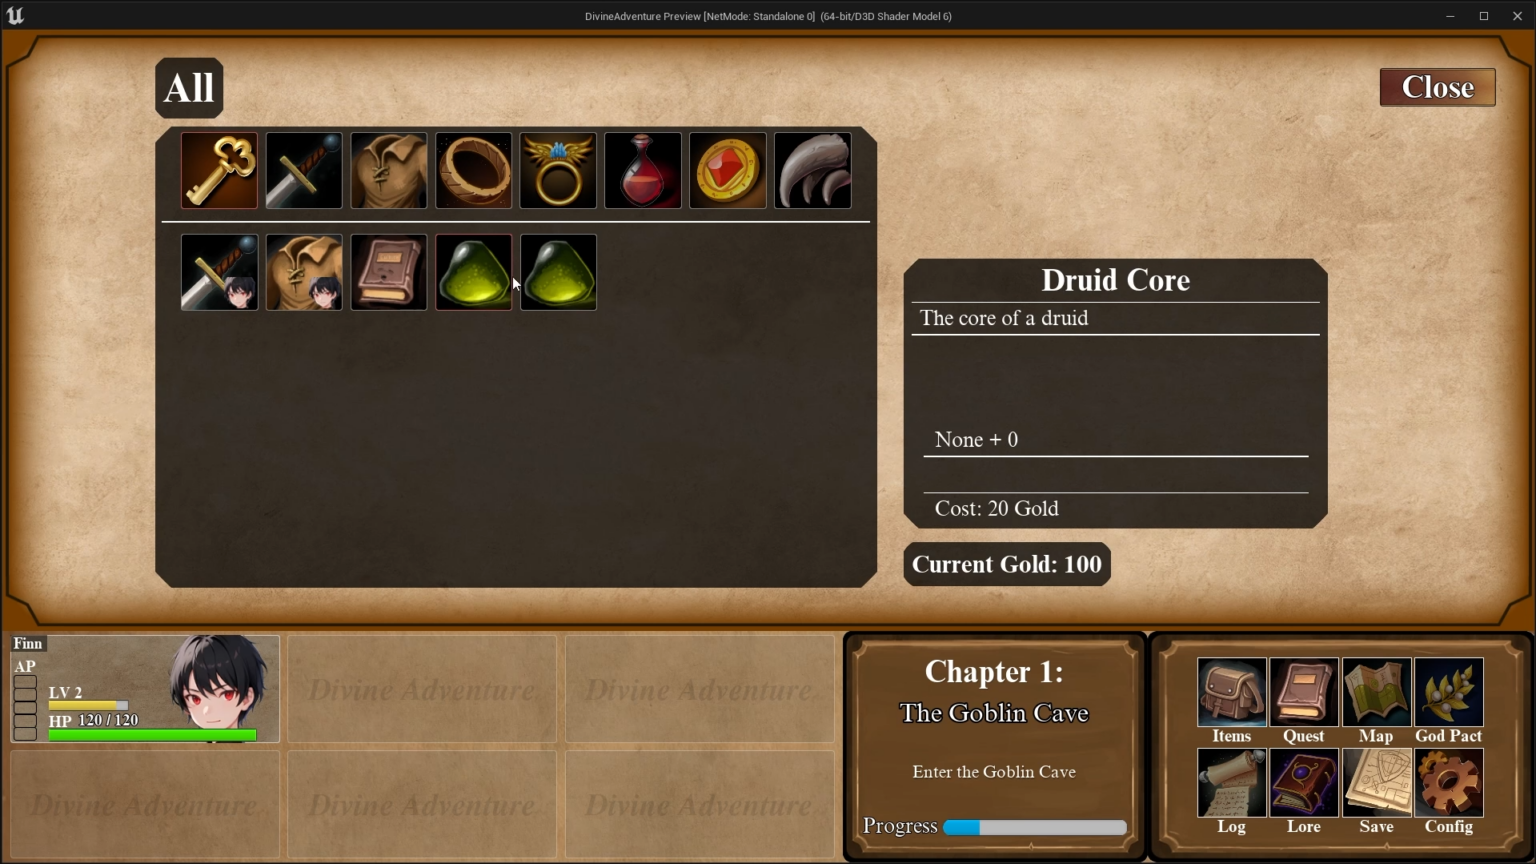 DivineAdventure Preview [NetMode: Standalone 0] (64-bit/D3D Shader Model 6)
All
Close
Druid Core
The core of a druid
None + 0
Cost: 20 Gold
Current Gold: 100
Finn
AP
LV 2
HP 120 / 120
Divine Adventure
Divine Adventure
Divine Adventure
Divine Adventure
Divine Adventure
Chapter 1:
The Goblin Cave
Enter the Goblin Cave
Progress
Items
Quest
Map
God Pact
Log
Lore
Save
Config